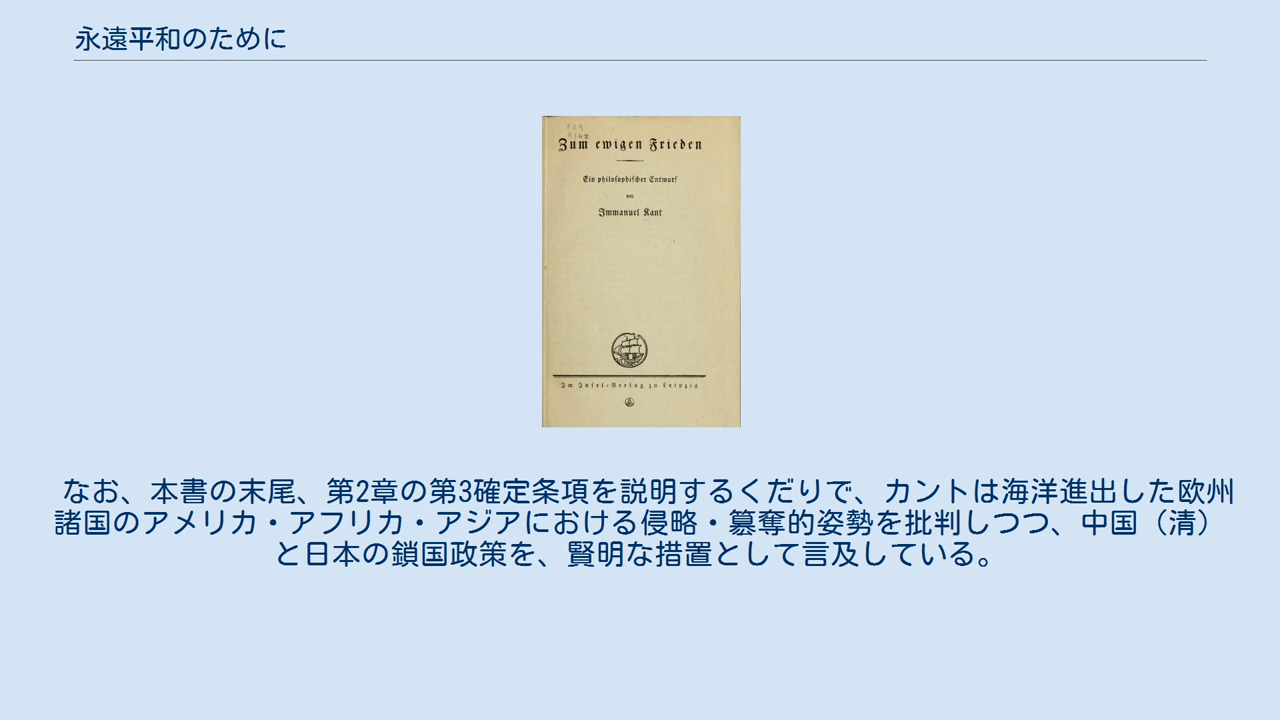 永遠平和のために
Zum ewigen Frieden
Ein philosophischer Entwurf
von
Immanuel Kant
Im Insel-Verlag zu Leipzig
なお、本書の末尾、第2章の第3確定条項を説明するくだりで、カントは海洋進出した欧州
諸国のアメリカ・アフリカ・アジアにおける侵略・簒奪的姿勢を批判しつつ、中国（清）
と日本の鎖国政策を、賢明な措置として言及している。